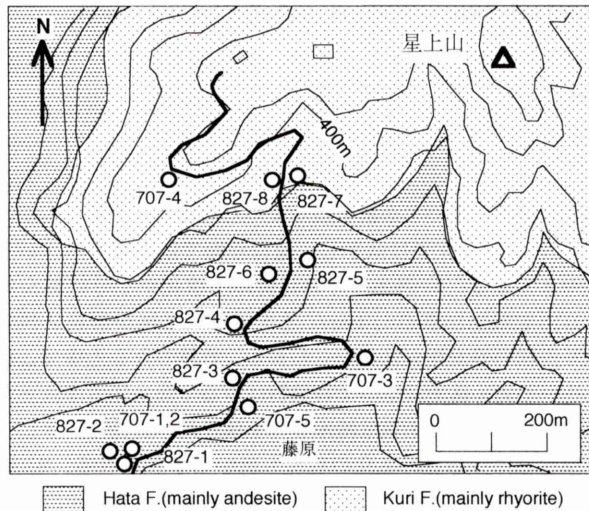 N
星上山
400m
707-4
827-8
827-7
827-6
827-5
827-4
827-3
707-3
827-2
707-1,2
707-5
827-1
藤原
0
200m
Hata F.(mainly andesite)
Kuri F.(mainly rhyorite)